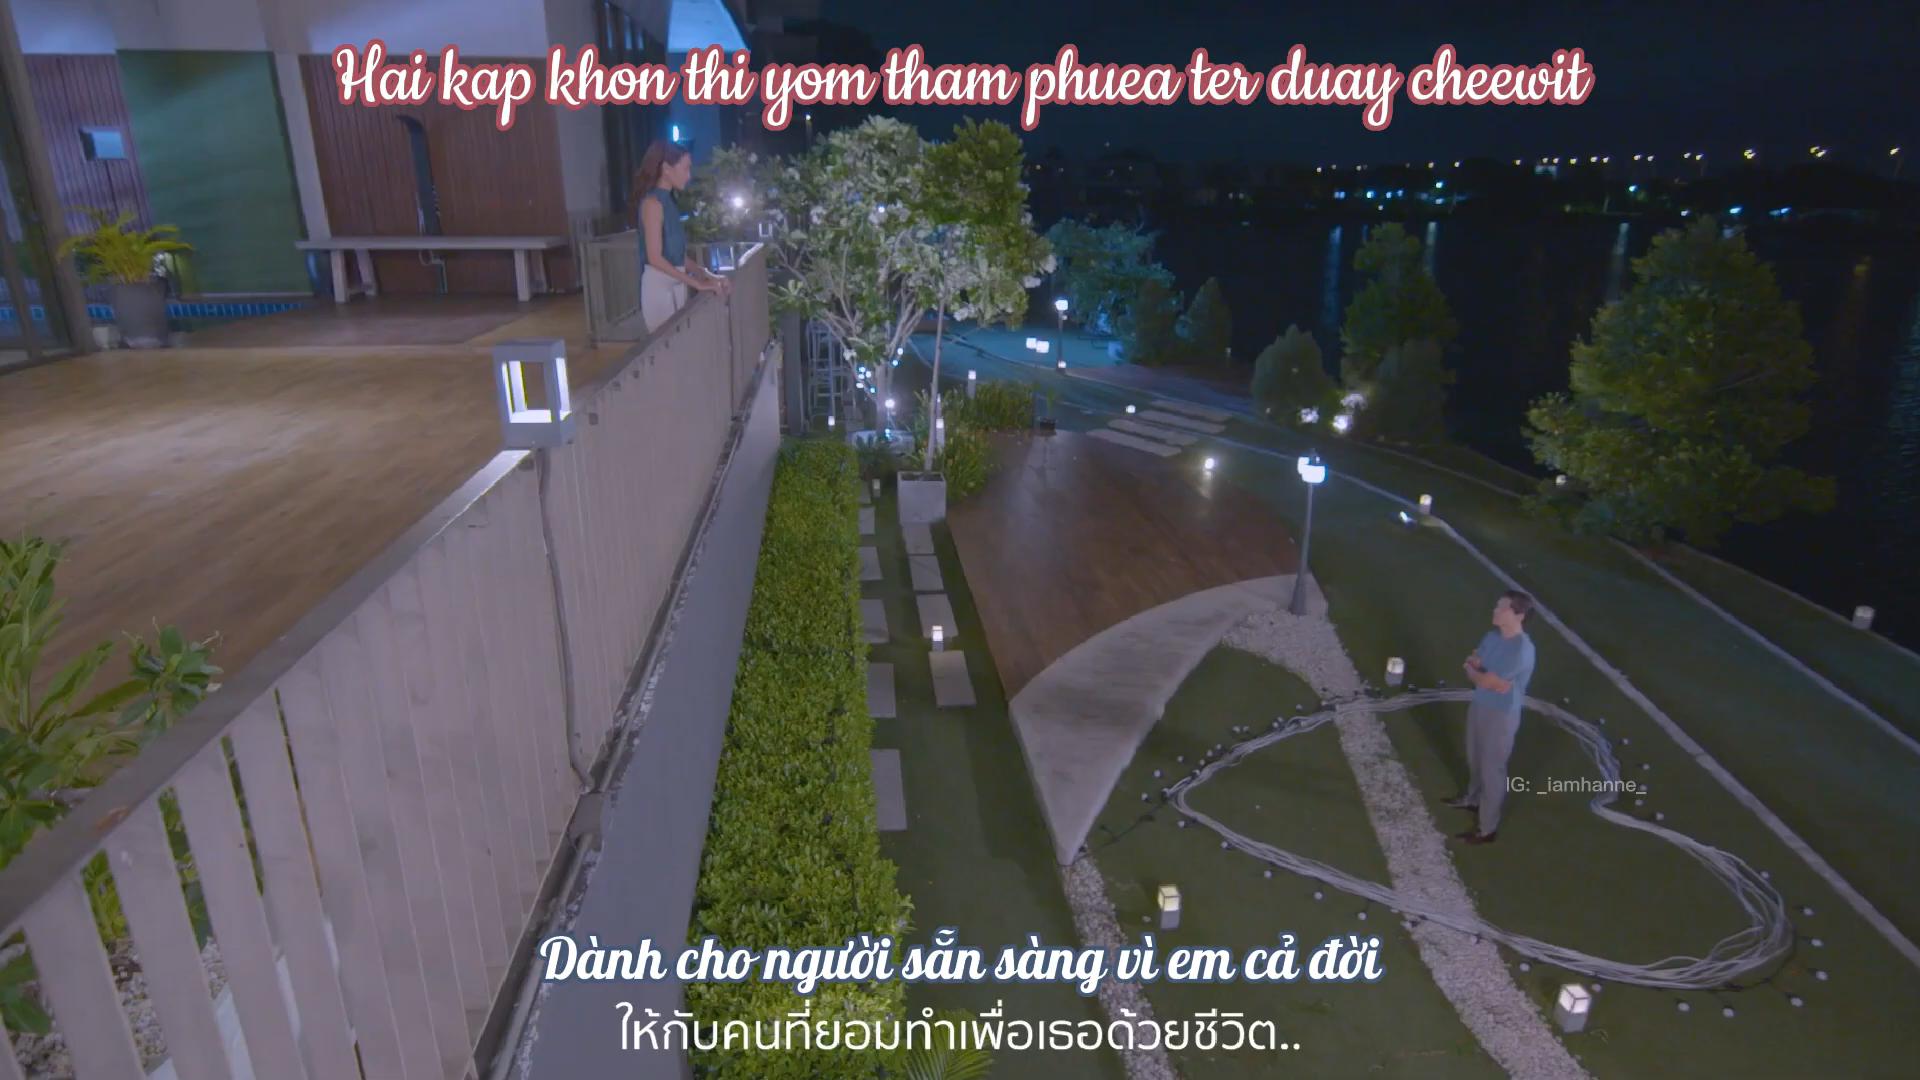 Hai kap khon thi yom tham phuea ter duay cheewit
IG: _iamhanne_
Dành cho người sẵn sàng vì em cả đời
ให้กับคนที่ยอมทำเพื่อเธอด้วยชีวิต..